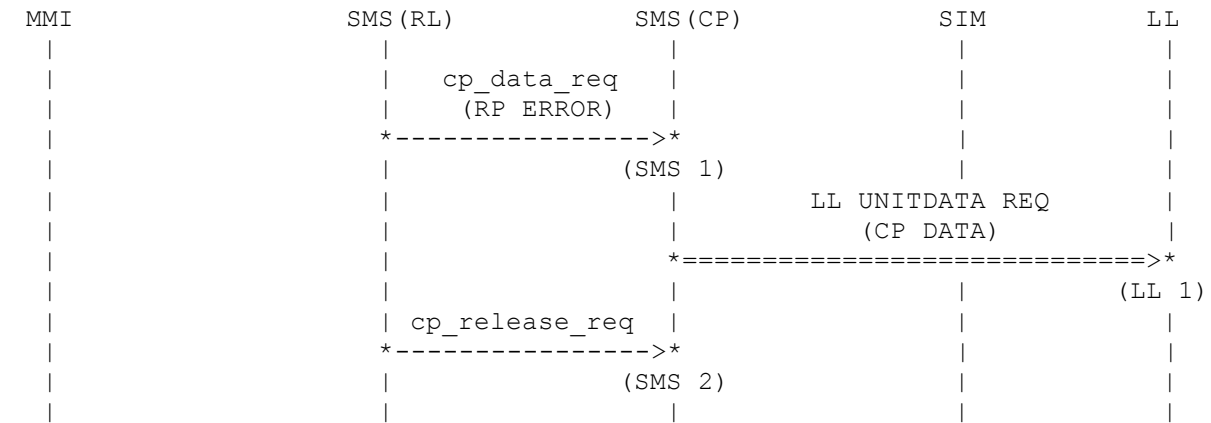 MMI SMS(RL) SMS(CP) SIM LL
cp_data_req
(RP ERROR)
(SMS 1)
LL UNITDATA REQ
(CP DATA)
(LL 1)
cp_release_req
(SMS 2)